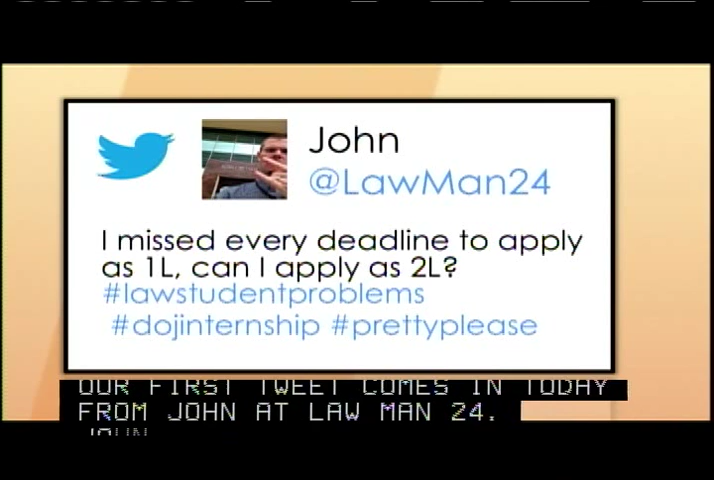 John
@LawMan24
I missed every deadline to apply
as 1L, can I apply as 2L?
#lawstudentproblems
#dojinternship #prettyplease
OUR FIRST TWEET COMES IN TODAY
FROM JOHN AT LAW MAN 24.
JOHN